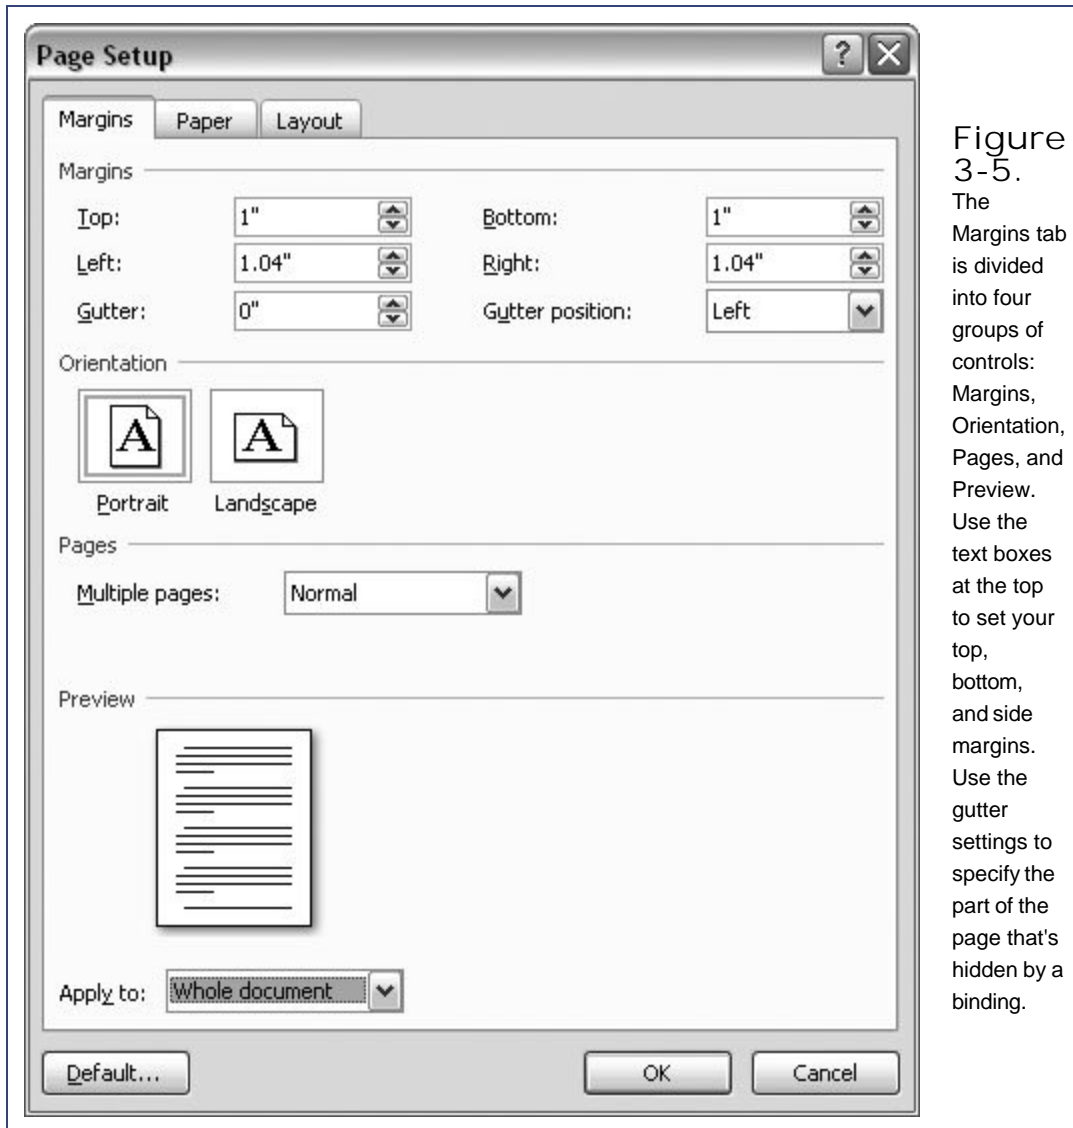 Page Setup
Margins Paper Layout
Margins
Top: 1" Bottom: 1"
Left: 1.04" Right: 1.04"
Gutter: 0" Gutter position: Left
Orientation
A A
Portrait Landscape
Pages
Multiple pages: Normal
Preview
Apply to: Whole document
Default... OK Cancel
Figure
3-5.
The
Margins tab
is divided
into four
groups of
controls:
Margins,
Orientation,
Pages, and
Preview.
Use the
text boxes
at the top
to set your
top,
bottom,
and side
margins.
Use the
gutter
settings to
specify the
part of the
page that's
hidden by a
binding.